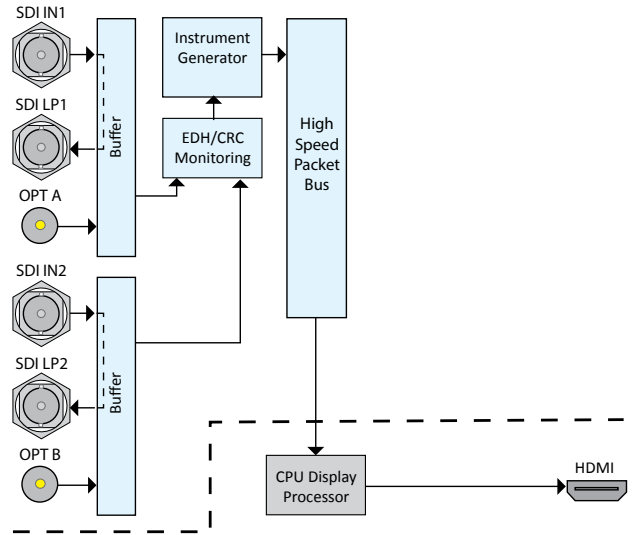 SDI IN1
SDI LP1
OPT A
Buffer
Instrument
Generator
EDH/CRC
Monitoring
High
Speed
Packet
Bus
SDI IN2
SDI LP2
OPT B
Buffer
CPU Display
Processor
HDMI